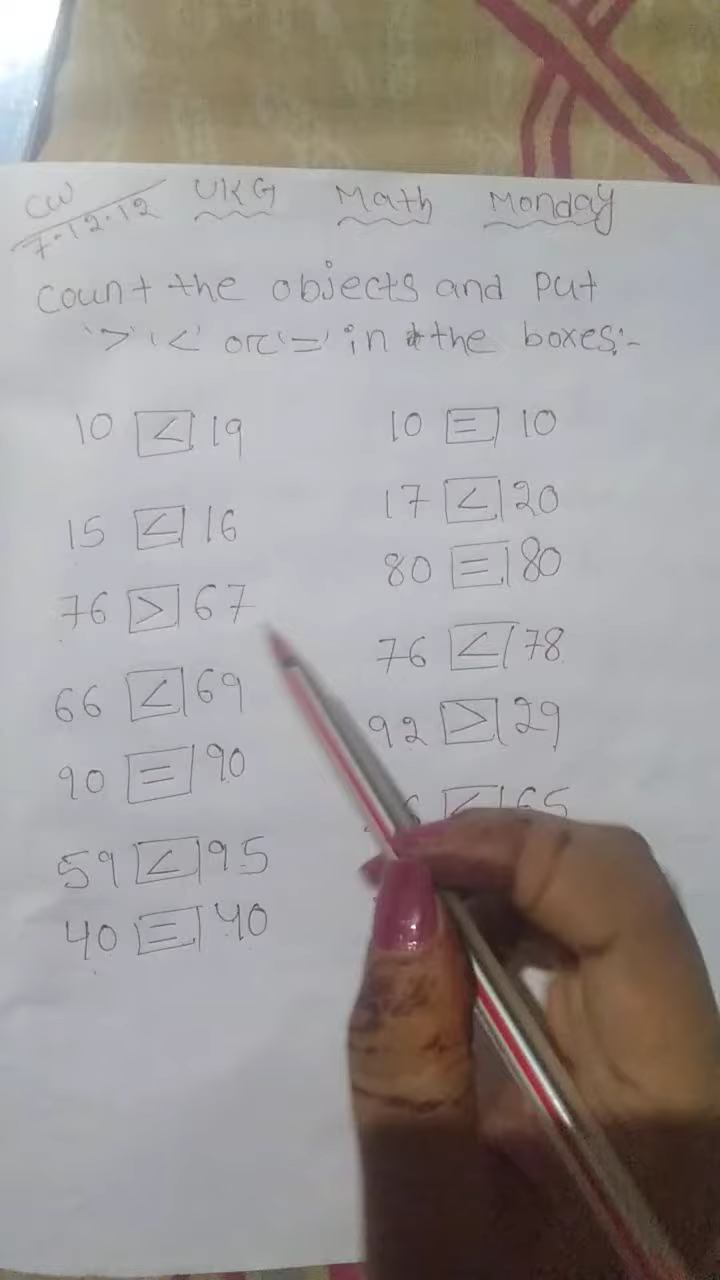 CW UKG Math Monday
7.12.12
Count the objects and put
'>' '<' or '=' in the boxes:-
10 < 19
15 < 16
76 > 67
66 < 69
90 = 90
59 < 95
40 = 40
10 = 10
17 < 20
80 = 80
76 < 78
92 > 29
< 65